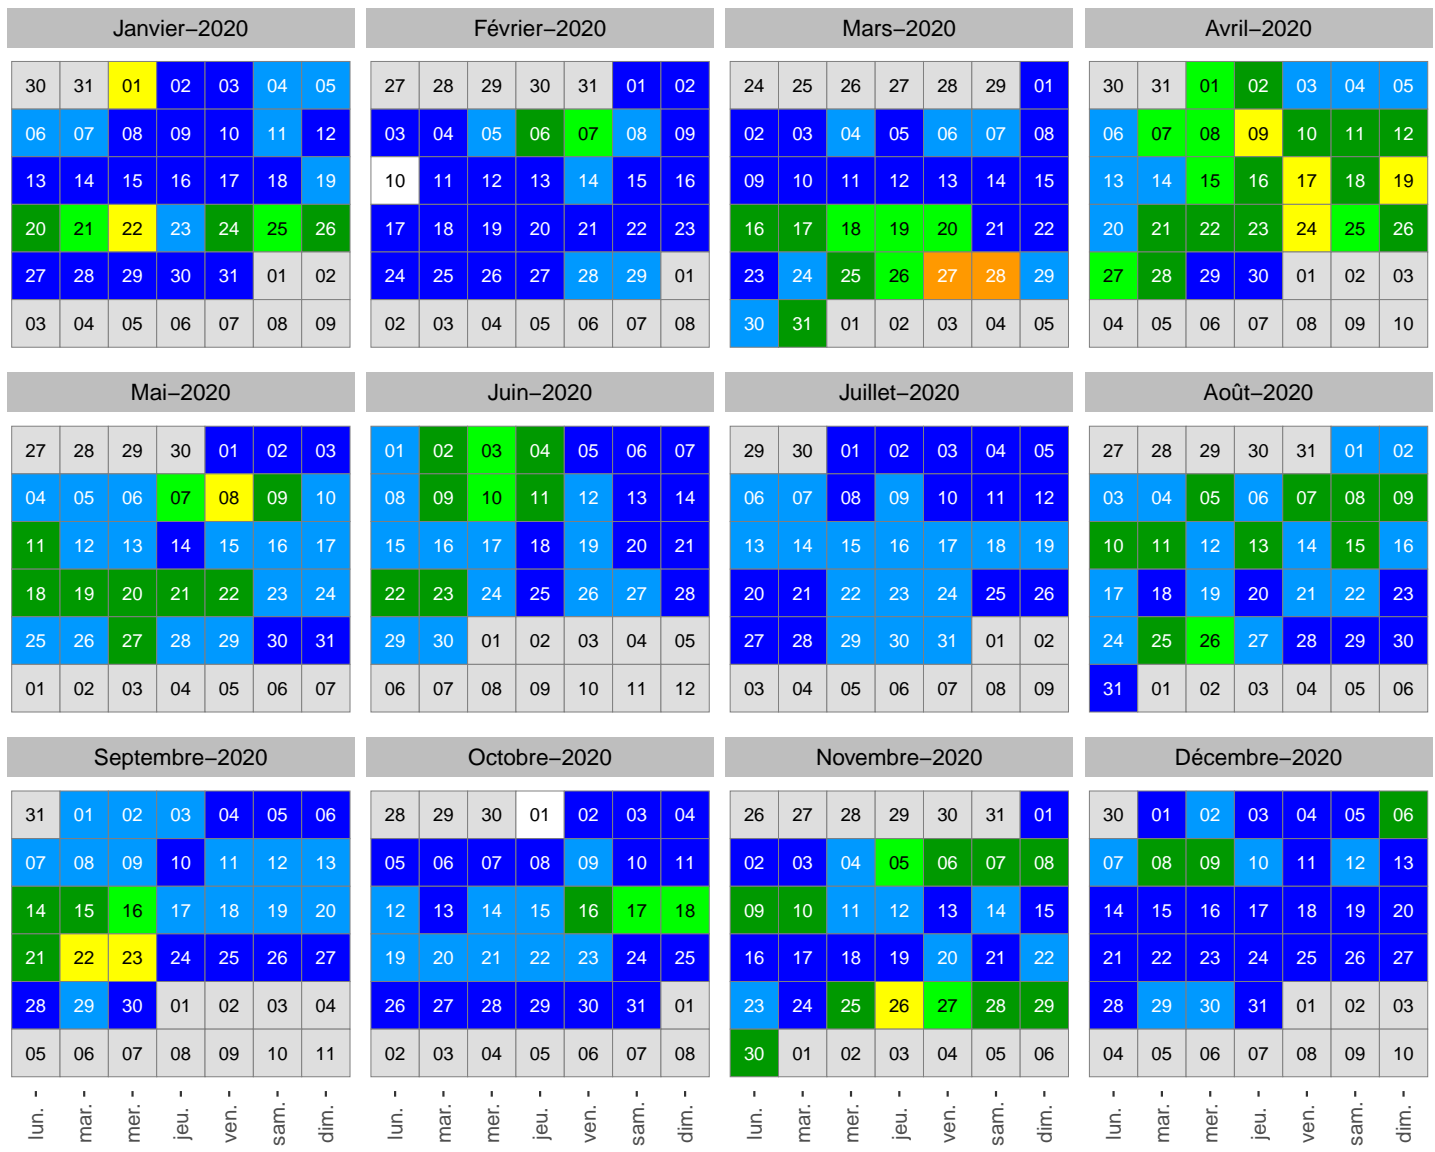 Janvier–2020 Février–2020 Mars–2020 Avril–2020
30 31 01 02 03 04 05 27 28 29 30 31 01 02 24 25 26 27 28 29 01 30 31 01 02 03 04 05
06 07 08 09 10 11 12 03 04 05 06 07 08 09 02 03 04 05 06 07 08 06 07 08 09 10 11 12
13 14 15 16 17 18 19 10 11 12 13 14 15 16 09 10 11 12 13 14 15 13 14 15 16 17 18 19
20 21 22 23 24 25 26 17 18 19 20 21 22 23 16 17 18 19 20 21 22 20 21 22 23 24 25 26
27 28 29 30 31 01 02 24 25 26 27 28 29 01 23 24 25 26 27 28 29 27 28 29 30 01 02 03
03 04 05 06 07 08 09 02 03 04 05 06 07 08 30 31 01 02 03 04 05 04 05 06 07 08 09 10
Mai–2020 Juin–2020 Juillet–2020 Août–2020
27 28 29 30 01 02 03 01 02 03 04 05 06 07 29 30 01 02 03 04 05 27 28 29 30 31 01 02
04 05 06 07 08 09 10 08 09 10 11 12 13 14 06 07 08 09 10 11 12 03 04 05 06 07 08 09
11 12 13 14 15 16 17 15 16 17 18 19 20 21 13 14 15 16 17 18 19 10 11 12 13 14 15 16
18 19 20 21 22 23 24 22 23 24 25 26 27 28 20 21 22 23 24 25 26 17 18 19 20 21 22 23
25 26 27 28 29 30 31 29 30 01 02 03 04 05 27 28 29 30 31 01 02 24 25 26 27 28 29 30
01 02 03 04 05 06 07 06 07 08 09 10 11 12 03 04 05 06 07 08 09 31 01 02 03 04 05 06
Septembre–2020 Octobre–2020 Novembre–2020 Décembre–2020
31 01 02 03 04 05 06 28 29 30 01 02 03 04 26 27 28 29 30 31 01 30 01 02 03 04 05 06
07 08 09 10 11 12 13 05 06 07 08 09 10 11 02 03 04 05 06 07 08 07 08 09 10 11 12 13
14 15 16 17 18 19 20 12 13 14 15 16 17 18 09 10 11 12 13 14 15 14 15 16 17 18 19 20
21 22 23 24 25 26 27 19 20 21 22 23 24 25 16 17 18 19 20 21 22 21 22 23 24 25 26 27
28 29 30 01 02 03 04 26 27 28 29 30 31 01 23 24 25 26 27 28 29 28 29 30 31 01 02 03
05 06 07 08 09 10 11 02 03 04 05 06 07 08 30 01 02 03 04 05 06 04 05 06 07 08 09 10
lun. mar. mer. jeu. ven. sam. dim. lun. mar. mer. jeu. ven. sam. dim. lun. mar. mer. jeu. ven. sam. dim. lun. mar. mer. jeu. ven. sam. dim.